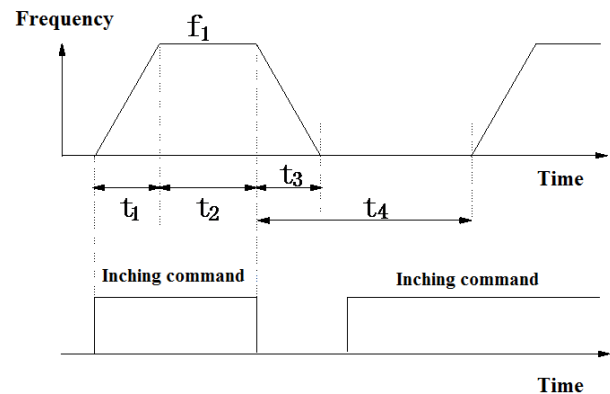 Frequency
f1
Time
t1
t2
t3
t4
Inching command
Inching command
Time